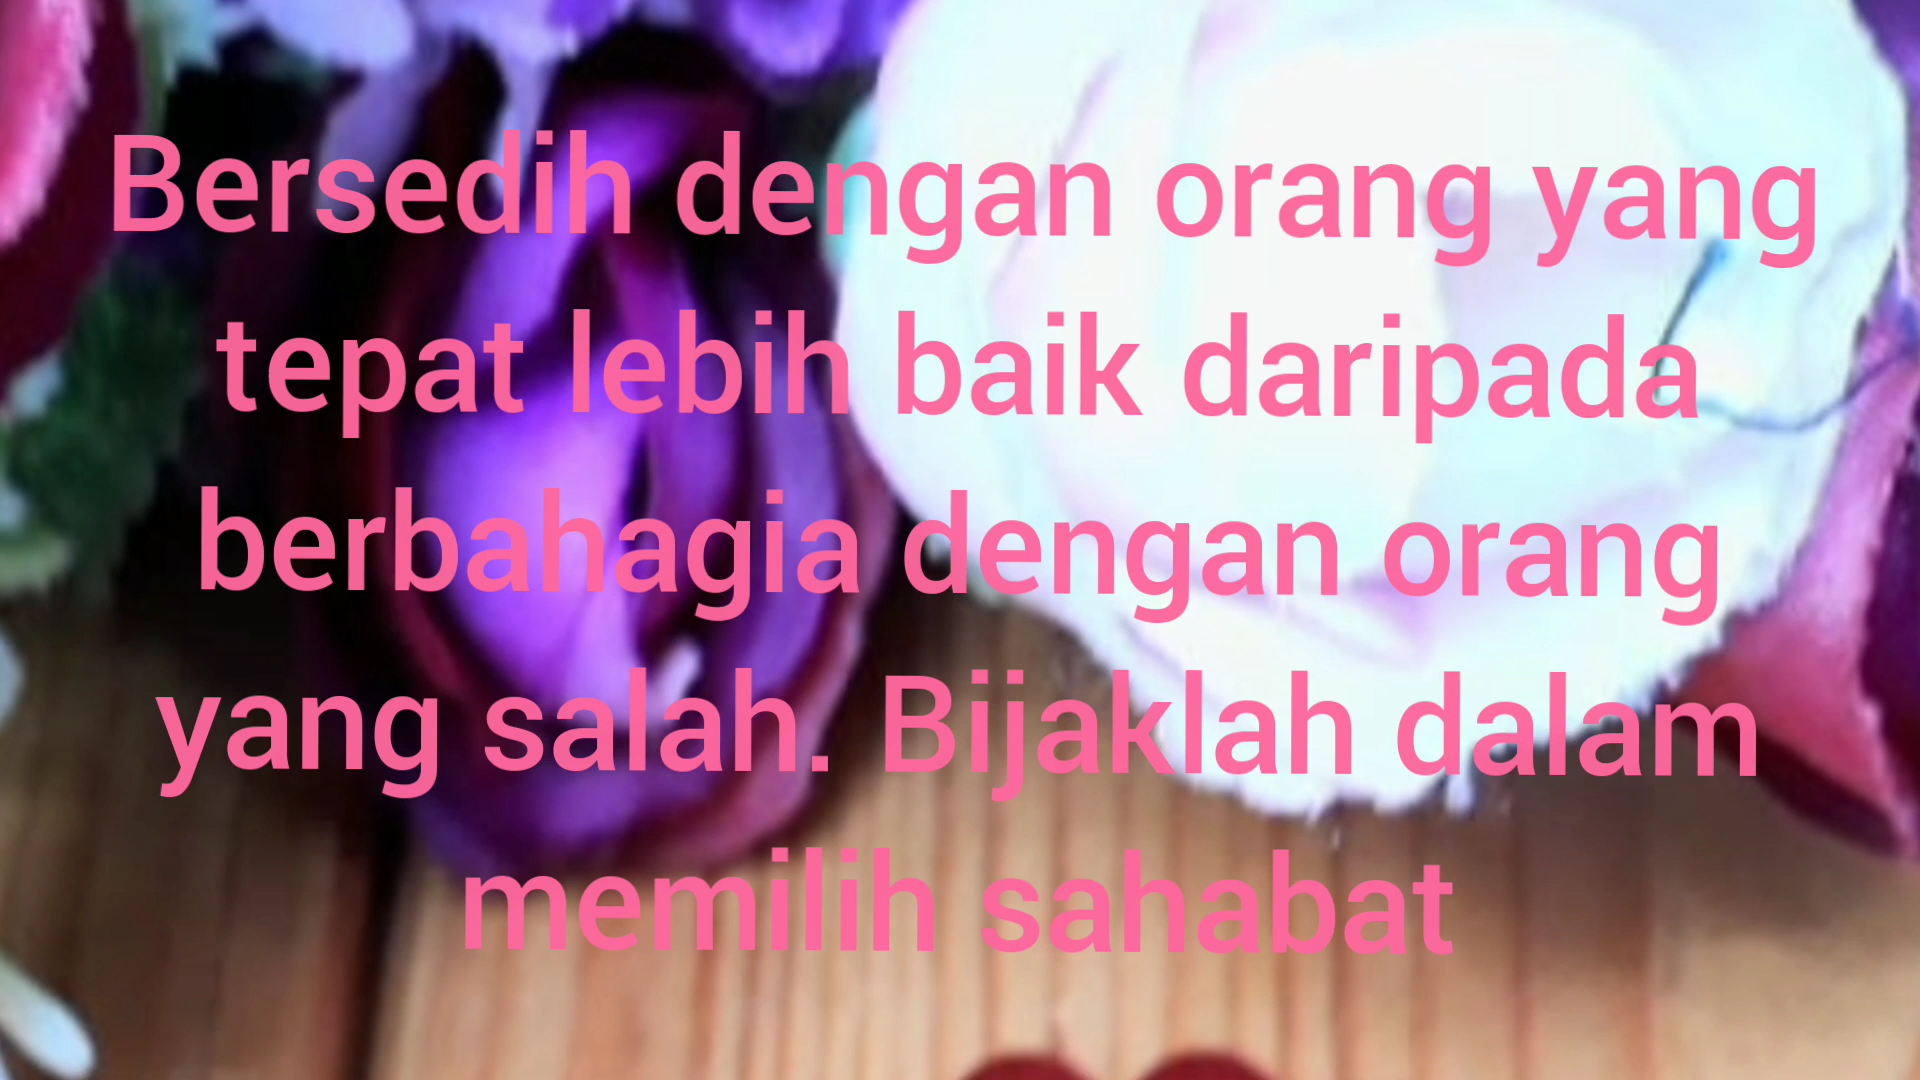 Bersedih dengan orang yang
tepat lebih baik daripada
berbahagia dengan orang
yang salah. Bijaklah dalam
memilih sahabat